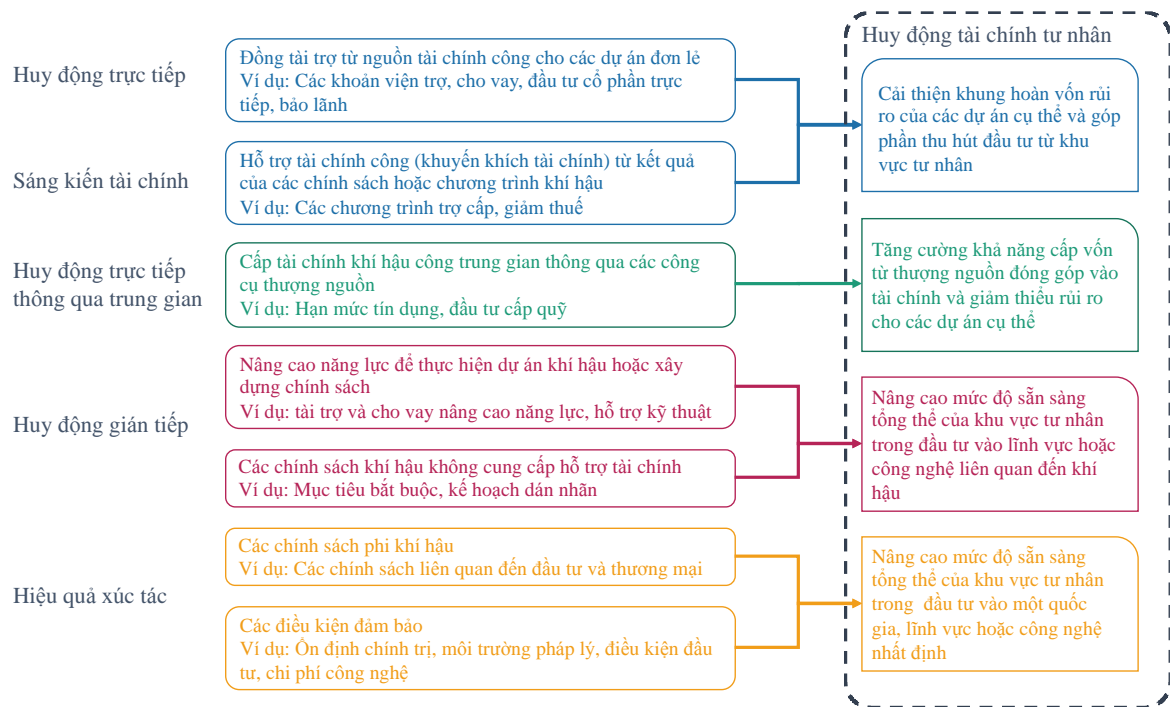 Huy động tài chính tư nhân
Huy động trực tiếp
Đồng tài trợ từ nguồn tài chính công cho các dự án đơn lẻ
Ví dụ: Các khoản viện trợ, cho vay, đầu tư cổ phần trực
tiếp, bảo lãnh
Cải thiện khung hoàn vốn rủi
ro của các dự án cụ thể và góp
phần thu hút đầu tư từ khu
vực tư nhân
Sáng kiến tài chính
Hỗ trợ tài chính công (khuyến khích tài chính) từ kết quả
của các chính sách hoặc chương trình khí hậu
Ví dụ: Các chương trình trợ cấp, giảm thuế
Huy động trực tiếp
thông qua trung gian
Cấp tài chính khí hậu công trung gian thông qua các công
cụ thượng nguồn
Ví dụ: Hạn mức tín dụng, đầu tư cấp quỹ
Tăng cường khả năng cấp vốn
từ thượng nguồn đóng góp vào
tài chính và giảm thiểu rủi ro
cho các dự án cụ thể
Huy động gián tiếp
Nâng cao năng lực để thực hiện dự án khí hậu hoặc xây
dựng chính sách
Ví dụ: tài trợ và cho vay nâng cao năng lực, hỗ trợ kỹ thuật
Các chính sách khí hậu không cung cấp hỗ trợ tài chính
Ví dụ: Mục tiêu bắt buộc, kế hoạch dán nhãn
Nâng cao mức độ sẵn sàng
tổng thể của khu vực tư nhân
trong đầu tư vào lĩnh vực hoặc
công nghệ liên quan đến khí
hậu
Hiệu quả xúc tác
Các chính sách phi khí hậu
Ví dụ: Các chính sách liên quan đến đầu tư và thương mại
Các điều kiện đảm bảo
Ví dụ: Ổn định chính trị, môi trường pháp lý, điều kiện đầu
tư, chi phí công nghệ
Nâng cao mức độ sẵn sàng
tổng thể của khu vực tư nhân
trong đầu tư vào một quốc
gia, lĩnh vực hoặc công nghệ
nhất định